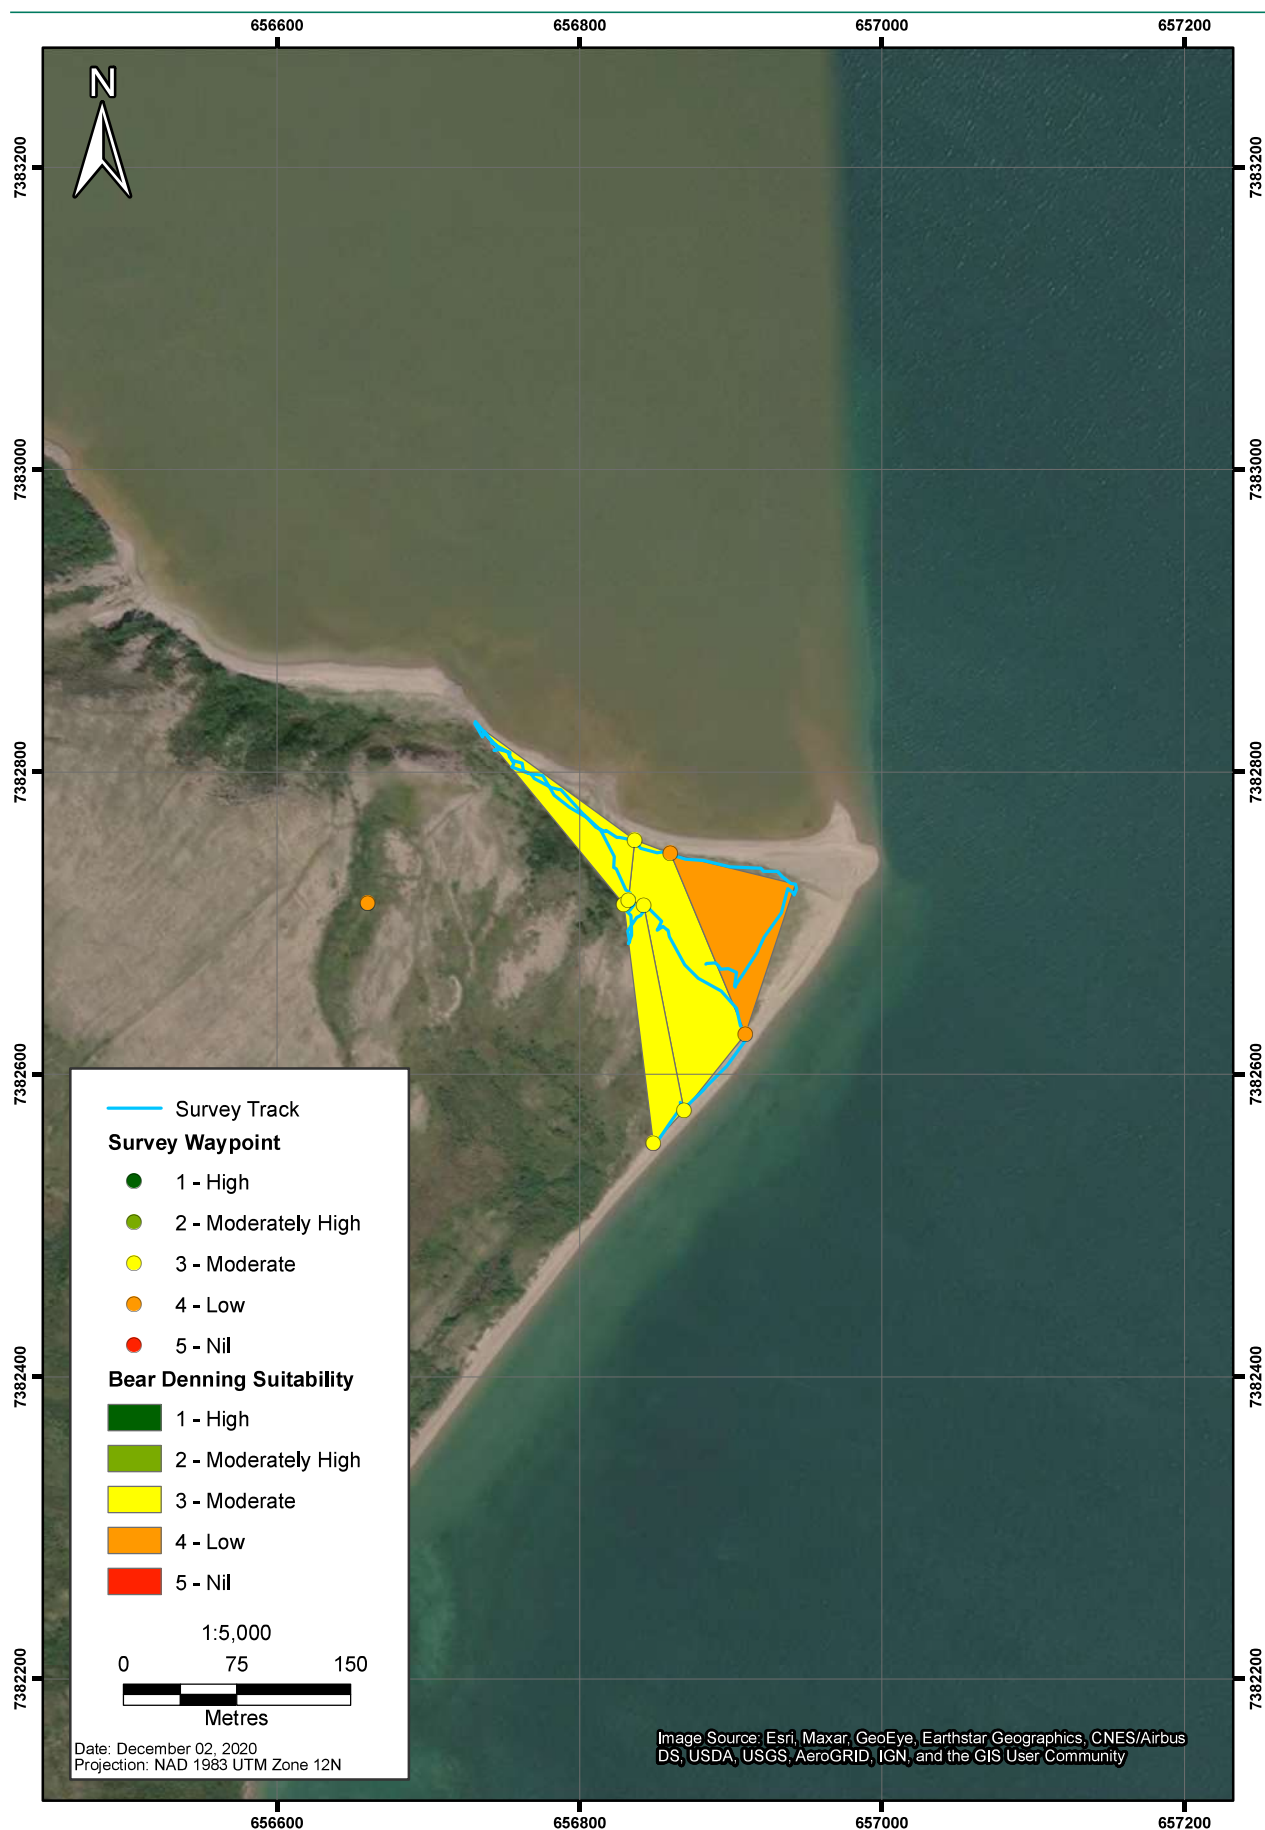 656600 656800 657000 657200
N
7383200 7383200
7383000 7383000
7382800 7382800
7382600 7382600
7382400 7382400
7382200 7382200
Survey Track
Survey Waypoint
1 - High
2 - Moderately High
3 - Moderate
4 - Low
5 - Nil
Bear Denning Suitability
1 - High
2 - Moderately High
3 - Moderate
4 - Low
5 - Nil
1:5,000
0 75 150
Metres
Date: December 02, 2020
Projection: NAD 1983 UTM Zone 12N
Image Source: Esri, Maxar, GeoEye, Earthstar Geographics, CNES/Airbus
DS, USDA, USGS, AeroGRID, IGN, and the GIS User Community
656600 656800 657000 657200